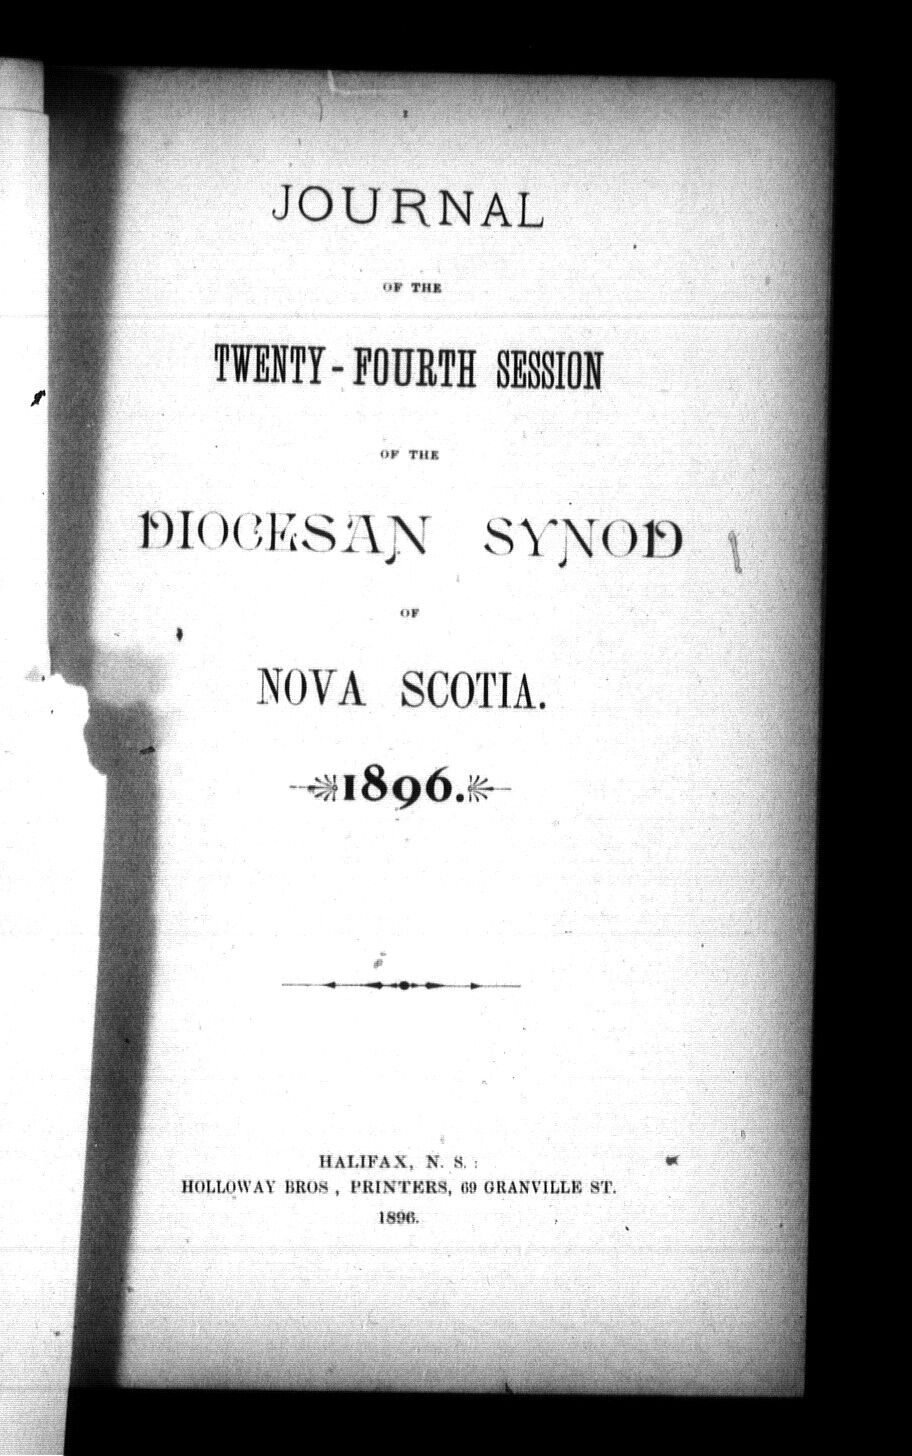 JOURNAL
OF THE
TWENTY-FOURTH SESSION
OF THE
DIOCESAN SYNOD
OF
NOVA SCOTIA.
1896.
HALIFAX, N. S. :
HOLLOWAY BROS , PRINTERS, 69 GRANVILLE ST.
1896.